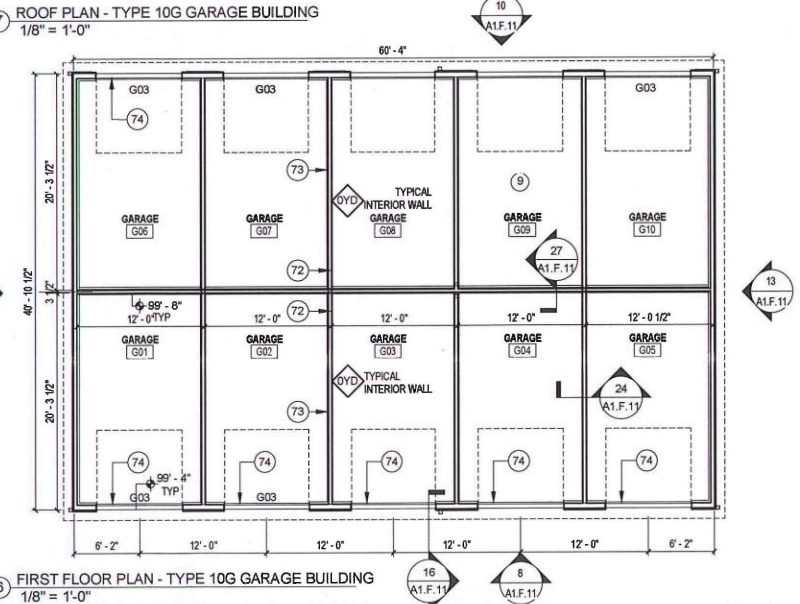 7 ROOF PLAN - TYPE 10G GARAGE BUILDING
1/8" = 1'-0"
10
A1.F.11
60' - 4"
G03 G03 G03
74
73
9
0YD TYPICAL
INTERIOR WALL
20' - 3 1/2"
GARAGE GARAGE GARAGE GARAGE GARAGE
G06 G07 G08 G09 G10
27
A1.F.11
72
40' - 10 1/2"
3 1/2"
13
A1.F.11
99' - 8"
TYP
72
12' - 0" 12' - 0" 12' - 0" 12' - 0" 12' - 0 1/2"
GARAGE GARAGE GARAGE GARAGE GARAGE
G01 G02 G03 G04 G05
0YD TYPICAL
INTERIOR WALL
24
A1.F.11
20' - 3 1/2"
73
74 74 74 74 74
99' - 4"
TYP
G03 G03
6' - 2" 12' - 0" 12' - 0" 12' - 0" 12' - 0" 6' - 2"
16
A1.F.11
8
A1.F.11
6 FIRST FLOOR PLAN - TYPE 10G GARAGE BUILDING
1/8" = 1'-0"